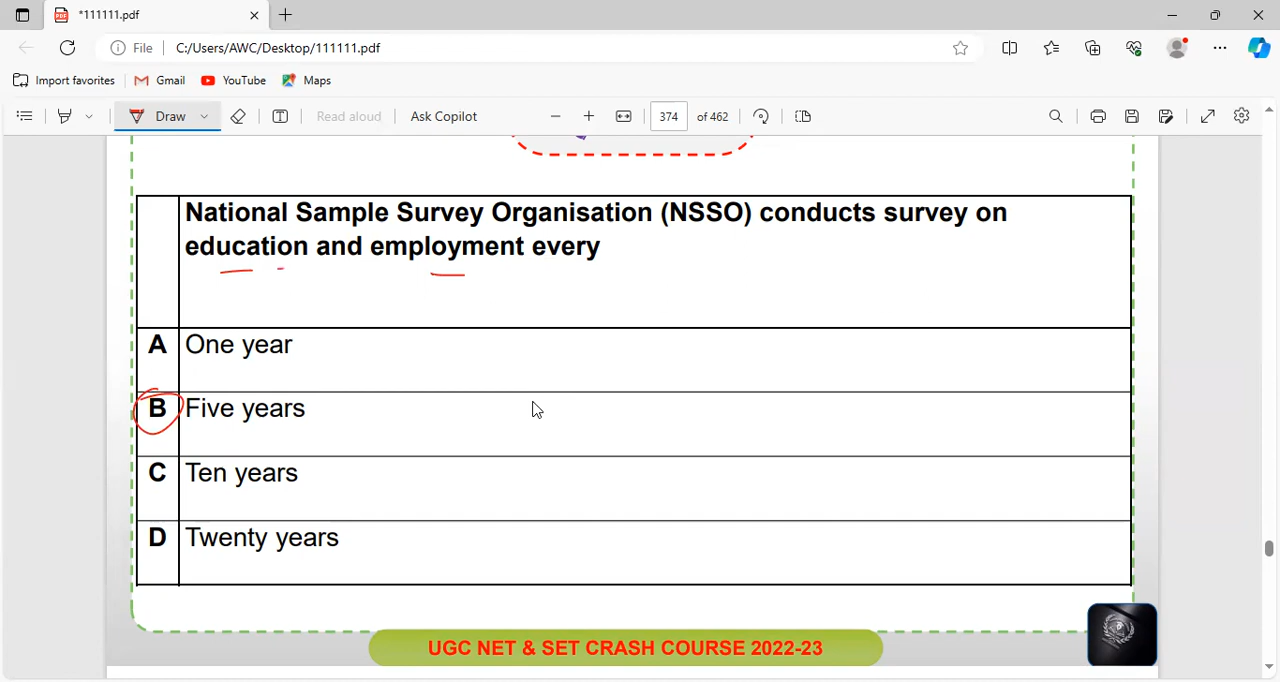 *111111.pdf
File
C:/Users/AWC/Desktop/111111.pdf
Import favorites
Gmail
YouTube
Maps
Draw
Read aloud
Ask Copilot
374
of 462
National Sample Survey Organisation (NSSO) conducts survey on
education and employment every
A One year
B Five years
C Ten years
D Twenty years
UGC NET & SET CRASH COURSE 2022-23